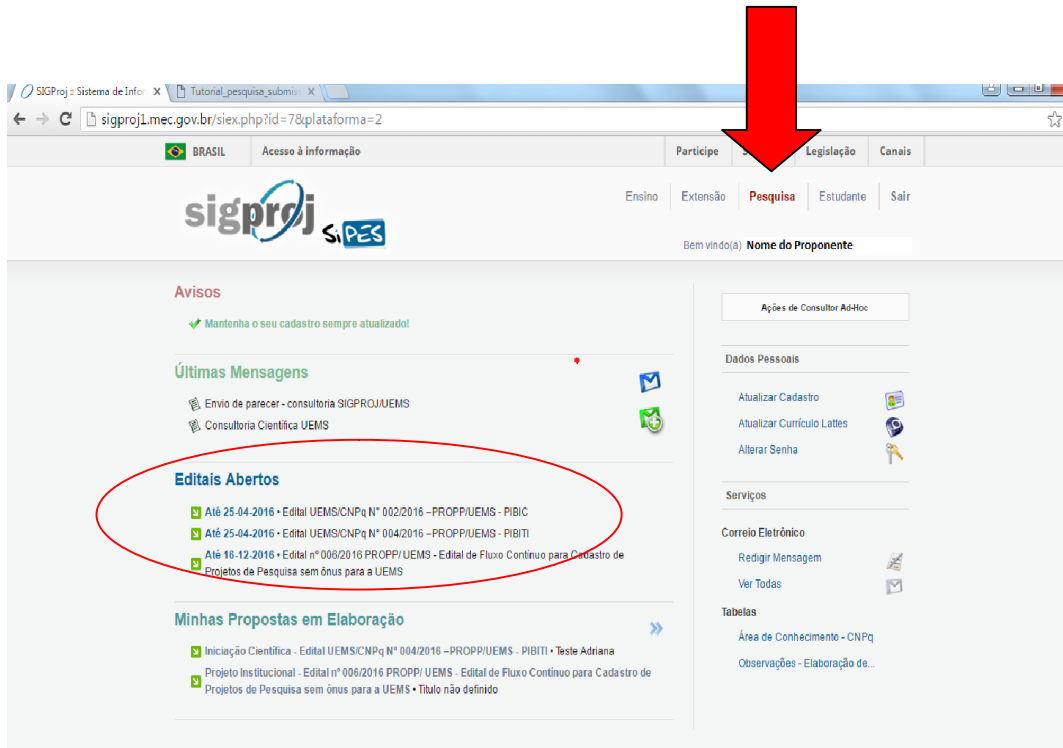 SIGProj :: Sistema de Infor
Tutorial_pesquisa_submis
sigproj1.mec.gov.br/siex.php?id=7&plataforma=2
BRASIL Acesso à informação Participe Legislação Canais
sigproj SiPES
Ensino Extensão Pesquisa Estudante Sair
Bem vindo(a) Nome do Proponente
Avisos
Mantenha o seu cadastro sempre atualizado!
Últimas Mensagens
Envio de parecer - consultoria SIGPROJ/UEMS
Consultoria Científica UEMS
Editais Abertos
Até 25-04-2016 • Edital UEMS/CNPq N° 002/2016 –PROPP/UEMS - PIBIC
Até 25-04-2016 • Edital UEMS/CNPq N° 004/2016 –PROPP/UEMS - PIBITI
Até 16-12-2016 • Edital nº 006/2016 PROPP/ UEMS - Edital de Fluxo Contínuo para Cadastro de
Projetos de Pesquisa sem ônus para a UEMS
Minhas Propostas em Elaboração
Iniciação Científica - Edital UEMS/CNPq N° 004/2016 –PROPP/UEMS - PIBITI • Teste Adriana
Projeto Institucional - Edital nº 006/2016 PROPP/ UEMS - Edital de Fluxo Contínuo para Cadastro de
Projetos de Pesquisa sem ônus para a UEMS • Titulo não definido
Ações de Consultor Ad-Hoc
Dados Pessoais
Atualizar Cadastro
Atualizar Currículo Lattes
Alterar Senha
Serviços
Correio Eletrônico
Redigir Mensagem
Ver Todas
Tabelas
Área de Conhecimento - CNPq
Observações - Elaboração de...